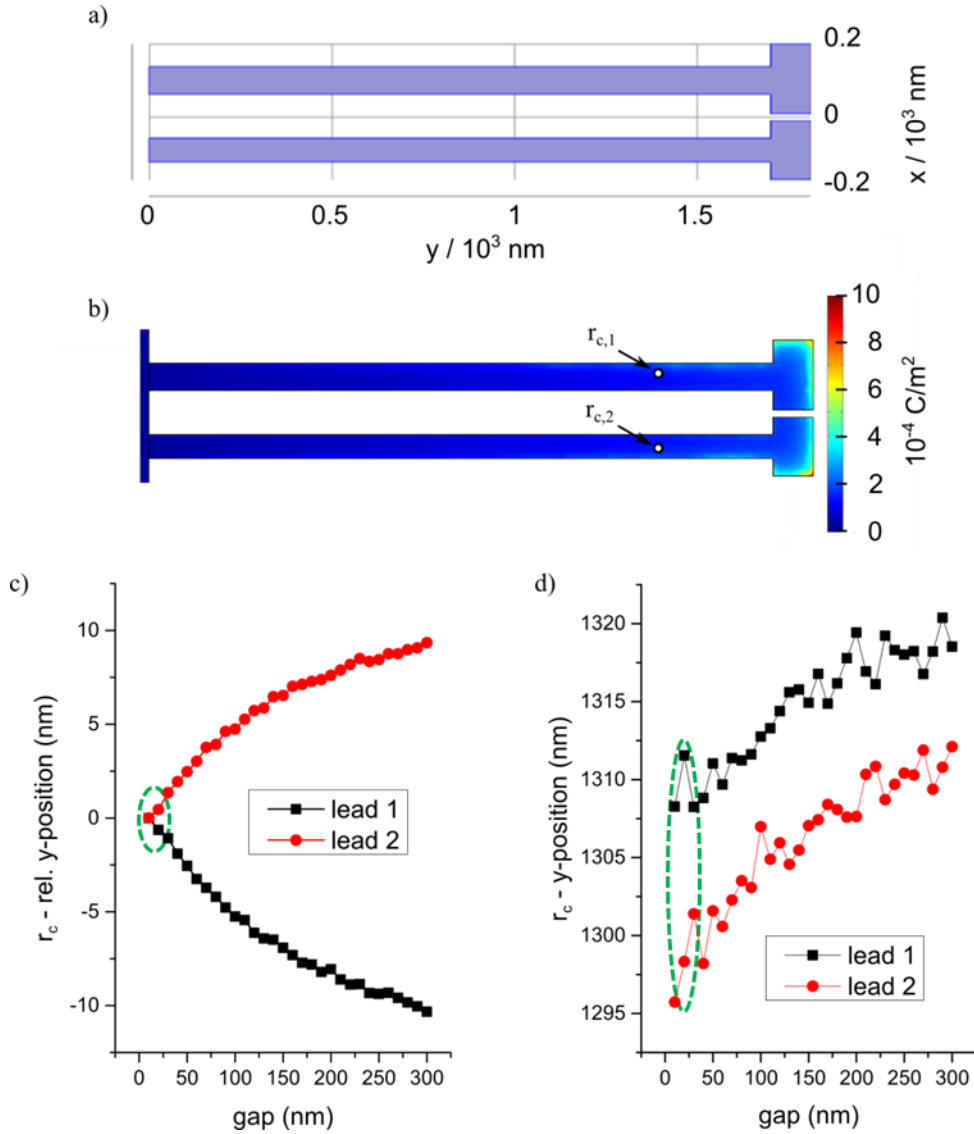 a)
0.2
0
-0.2
x / 10³ nm
0 0.5 1 1.5
y / 10³ nm
b)
r_c,1
r_c,2
10
8
6
4
2
0
10⁻⁴ C/m²
c)
10
5
0
-5
-10
r_c - rel. y-position (nm)
lead 1
lead 2
0 50 100 150 200 250 300
gap (nm)
d)
1320
1315
1310
1305
1300
1295
r_c - y-position (nm)
lead 1
lead 2
0 50 100 150 200 250 300
gap (nm)